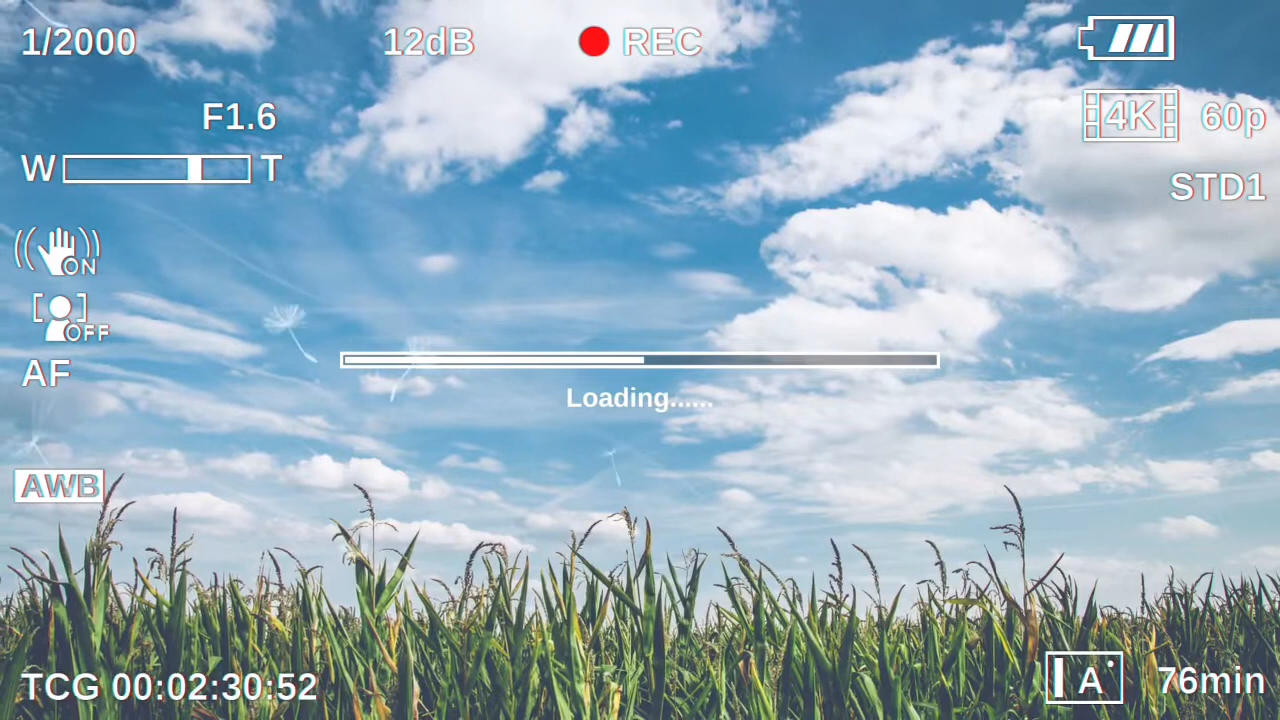 1/2000
12dB
REC
F1.6
4K 60p
W T
STD1
ON
OFF
AF
Loading......
AWB
TCG 00:02:30:52
A 76min